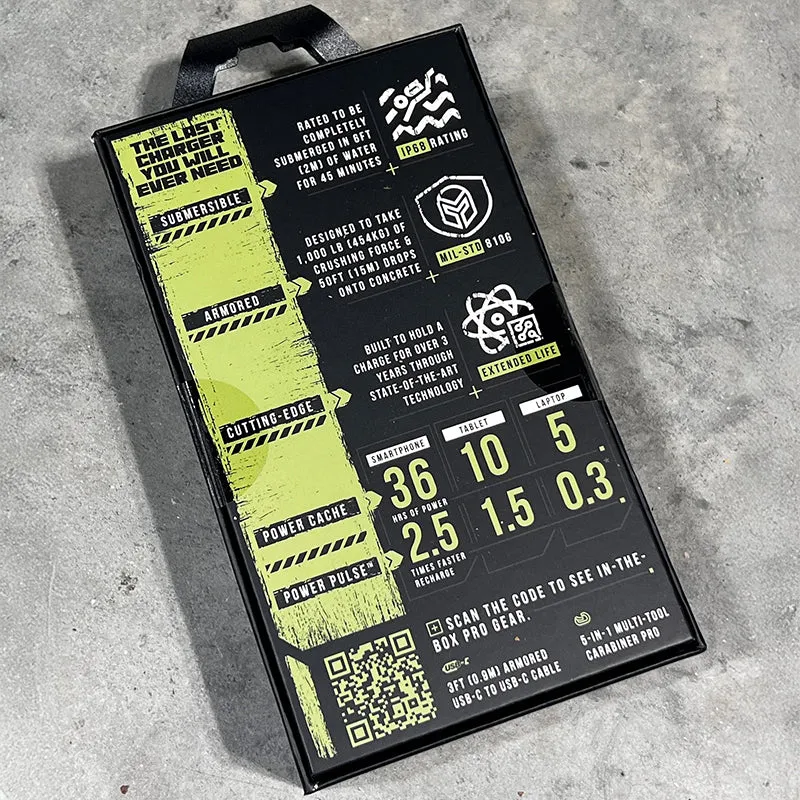 THE LAST
CHARGER
YOU WILL
EVER NEED
SUBMERSIBLE
RATED TO BE
COMPLETELY
SUBMERGED IN 6FT
(2M) OF WATER
FOR 45 MINUTES
IP68 RATING
ARMORED
DESIGNED TO TAKE
1,000 LB (454KG) OF
CRUSHING FORCE &
50FT (15M) DROPS
ONTO CONCRETE
MIL-STD 810G
CUTTING-EDGE
BUILT TO HOLD A
CHARGE FOR OVER 3
YEARS THROUGH
STATE-OF-THE-ART
TECHNOLOGY
EXTENDED LIFE
SMARTPHONE TABLET LAPTOP
POWER CACHE
36 10 5
HRS OF POWER
POWER PULSE™
2.5 1.5 0.3
TIMES FASTER
RECHARGE
SCAN THE CODE TO SEE IN-THE-
BOX PRO GEAR.
USB-C
3FT (0.9M) ARMORED
USB-C TO USB-C CABLE
5-IN-1 MULTI-TOOL
CARABINER PRO